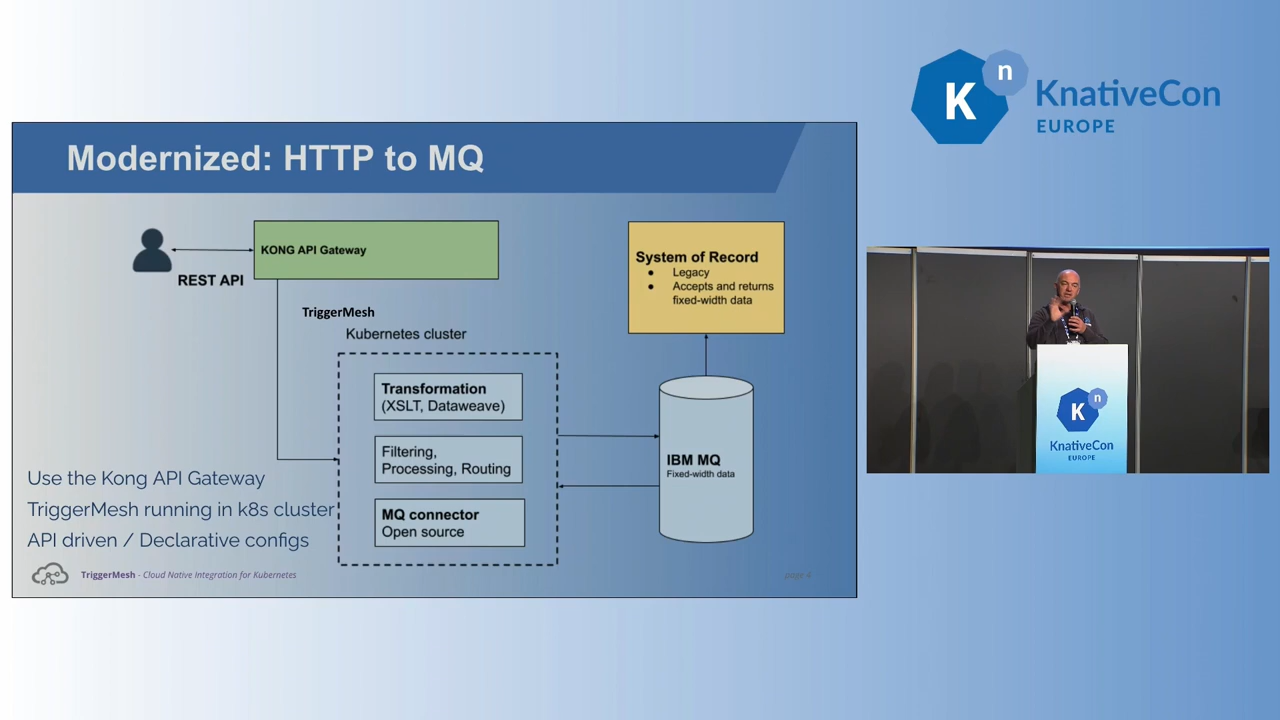 Kn
KnativeCon
EUROPE
Modernized: HTTP to MQ
KONG API Gateway
REST API
TriggerMesh
Kubernetes cluster
Transformation
(XSLT, Dataweave)
Filtering,
Processing, Routing
MQ connector
Open source
System of Record
● Legacy
● Accepts and returns
fixed-width data
IBM MQ
Fixed-width data
Use the Kong API Gateway
TriggerMesh running in k8s cluster
API driven / Declarative configs
TriggerMesh - Cloud Native Integration for Kubernetes
page 4
Kn
KnativeCon
EUROPE